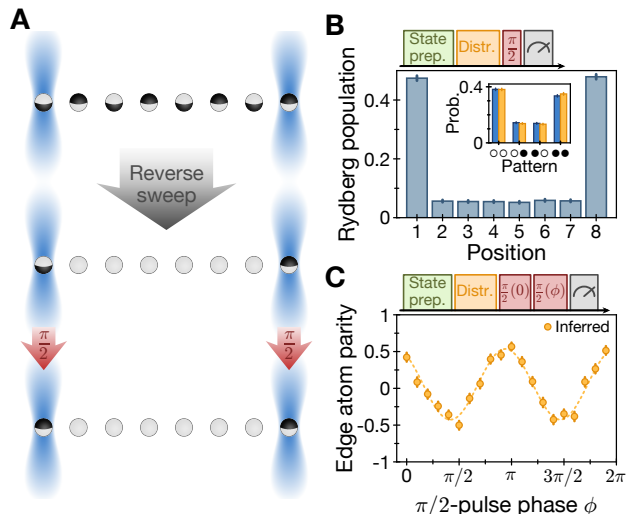 A
Reverse
sweep
π/2 π/2
B
State
prep.
Distr.
π/2
Rydberg population
0.4
0.2
0
Prob.
0.4
0
Pattern
1 2 3 4 5 6 7 8
Position
C
State
prep.
Distr.
π/2(0)
π/2(ϕ)
Edge atom parity
1
0.5
0
-0.5
-1
Inferred
0 π/2 π 3π/2 2π
π/2-pulse phase ϕ